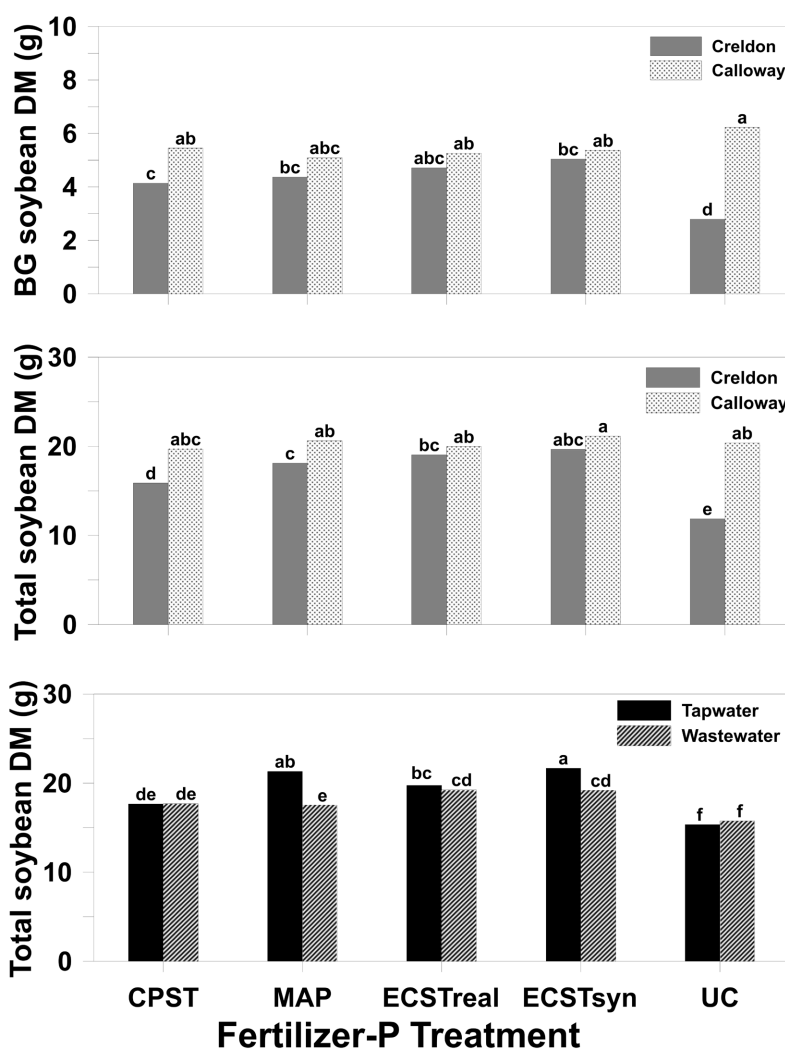 BG soybean DM (g)
10
8
6
4
2
0
Creldon
Calloway
c
ab
bc
abc
abc
ab
bc
ab
d
a
Total soybean DM (g)
30
20
10
0
Creldon
Calloway
d
abc
c
ab
bc
ab
abc
a
e
ab
Total soybean DM (g)
30
20
10
0
Tapwater
Wastewater
de
de
ab
e
bc
cd
a
cd
f
f
CPST MAP ECSTreal ECSTsyn UC
Fertilizer-P Treatment